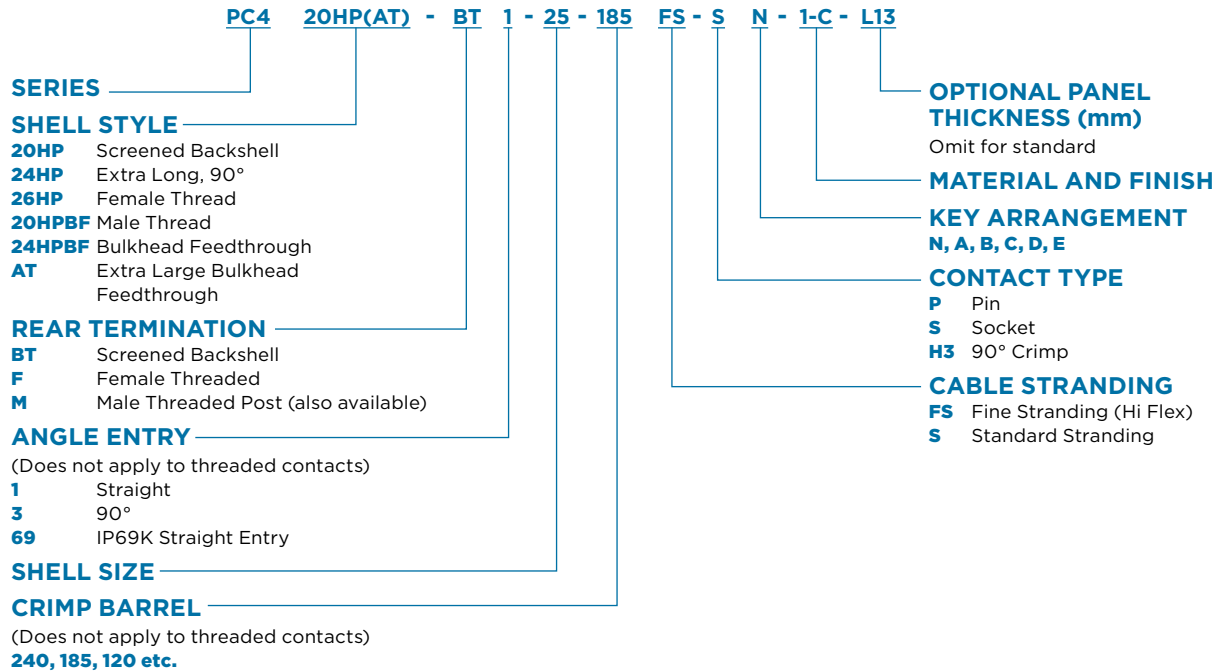 PC4 20HP(AT) - BT 1 - 25 - 185 FS - S N - 1-C - L13
SERIES
SHELL STYLE
20HP Screened Backshell
24HP Extra Long, 90°
26HP Female Thread
20HPBF Male Thread
24HPBF Bulkhead Feedthrough
AT Extra Large Bulkhead
Feedthrough
REAR TERMINATION
BT Screened Backshell
F Female Threaded
M Male Threaded Post (also available)
ANGLE ENTRY
(Does not apply to threaded contacts)
1 Straight
3 90°
69 IP69K Straight Entry
SHELL SIZE
CRIMP BARREL
(Does not apply to threaded contacts)
240, 185, 120 etc.
OPTIONAL PANEL
THICKNESS (mm)
Omit for standard
MATERIAL AND FINISH
KEY ARRANGEMENT
N, A, B, C, D, E
CONTACT TYPE
P Pin
S Socket
H3 90° Crimp
CABLE STRANDING
FS Fine Stranding (Hi Flex)
S Standard Stranding